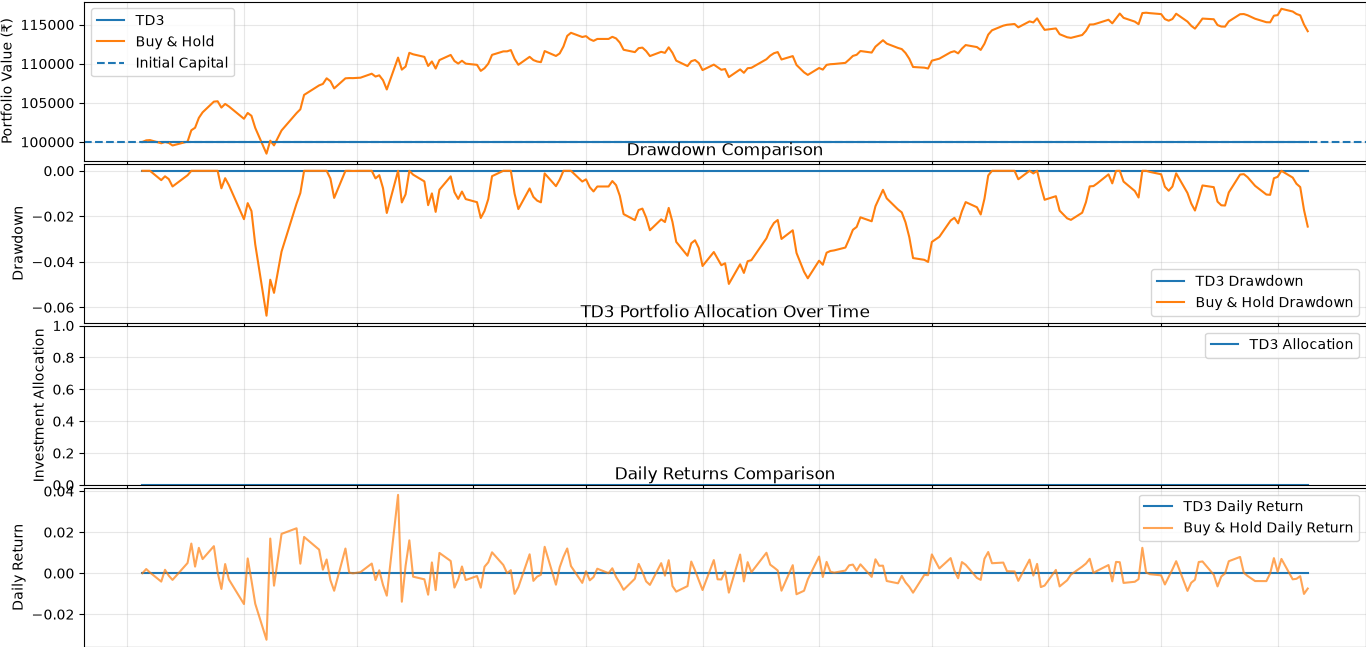 TD3
Buy & Hold
Initial Capital
Portfolio Value (₹)
115000
110000
105000
100000
Drawdown Comparison
0.00
−0.02
−0.04
−0.06
Drawdown
TD3 Drawdown
Buy & Hold Drawdown
TD3 Portfolio Allocation Over Time
1.0
0.8
0.6
0.4
0.2
0.0
Investment Allocation
TD3 Allocation
Daily Returns Comparison
0.04
0.02
0.00
−0.02
Daily Return
TD3 Daily Return
Buy & Hold Daily Return